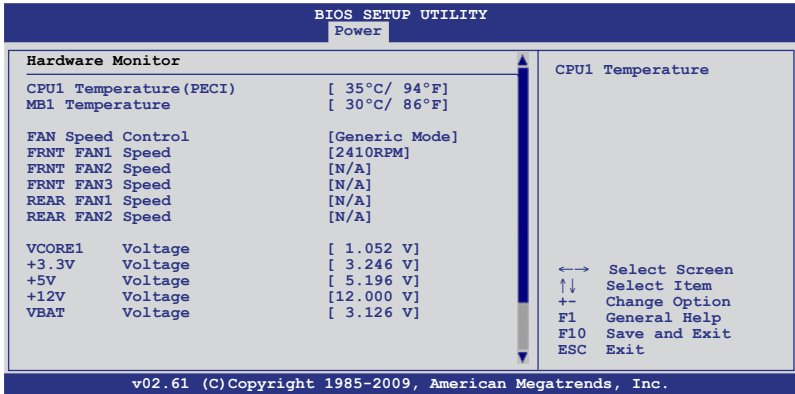 BIOS SETUP UTILITY
Power
Hardware Monitor
CPU1 Temperature(PECI) [ 35°C/ 94°F]
MB1 Temperature [ 30°C/ 86°F]
FAN Speed Control [Generic Mode]
FRNT FAN1 Speed [2410RPM]
FRNT FAN2 Speed [N/A]
FRNT FAN3 Speed [N/A]
REAR FAN1 Speed [N/A]
REAR FAN2 Speed [N/A]
VCORE1 Voltage [ 1.052 V]
+3.3V Voltage [ 3.246 V]
+5V Voltage [ 5.196 V]
+12V Voltage [12.000 V]
VBAT Voltage [ 3.126 V]
CPU1 Temperature
←→ Select Screen
↑↓ Select Item
+- Change Option
F1 General Help
F10 Save and Exit
ESC Exit
v02.61 (C)Copyright 1985-2009, American Megatrends, Inc.